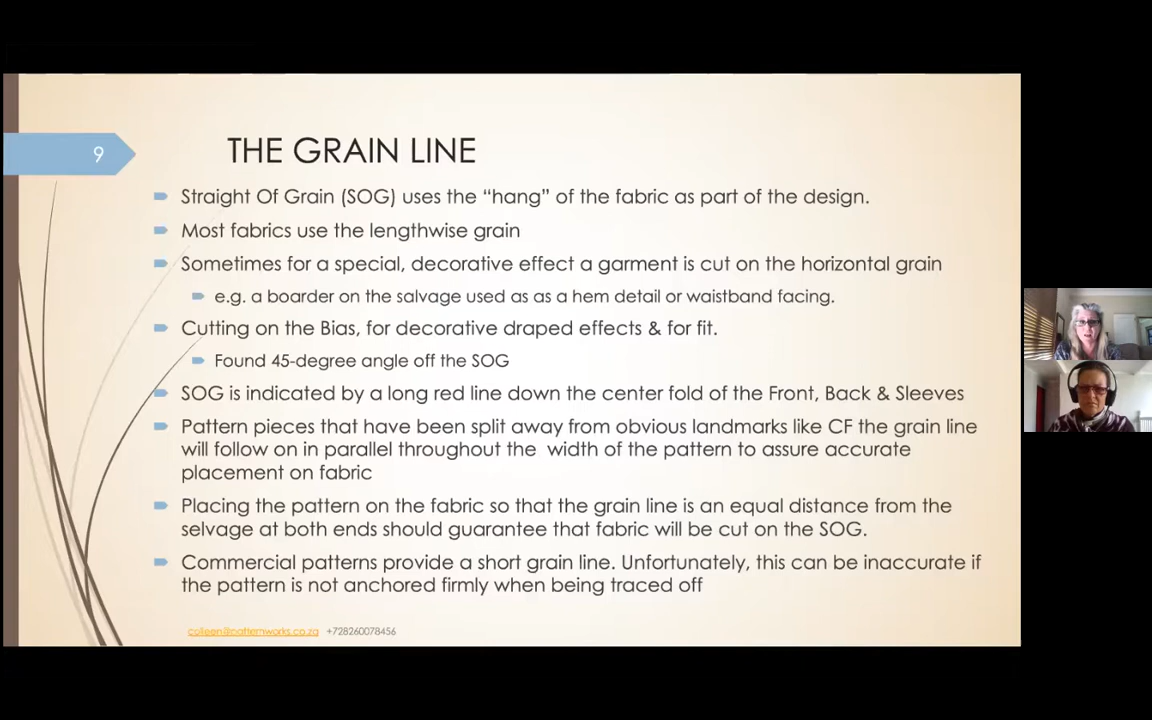 9
THE GRAIN LINE
Straight Of Grain (SOG) uses the “hang” of the fabric as part of the design.
Most fabrics use the lengthwise grain
Sometimes for a special, decorative effect a garment is cut on the horizontal grain
e.g. a boarder on the salvage used as as a hem detail or waistband facing.
Cutting on the Bias, for decorative draped effects & for fit.
Found 45-degree angle off the SOG
SOG is indicated by a long red line down the center fold of the Front, Back & Sleeves
Pattern pieces that have been split away from obvious landmarks like CF the grain line
will follow on in parallel throughout the width of the pattern to assure accurate
placement on fabric
Placing the pattern on the fabric so that the grain line is an equal distance from the
selvage at both ends should guarantee that fabric will be cut on the SOG.
Commercial patterns provide a short grain line. Unfortunately, this can be inaccurate if
the pattern is not anchored firmly when being traced off
colleen@patternworks.co.za +728260078456